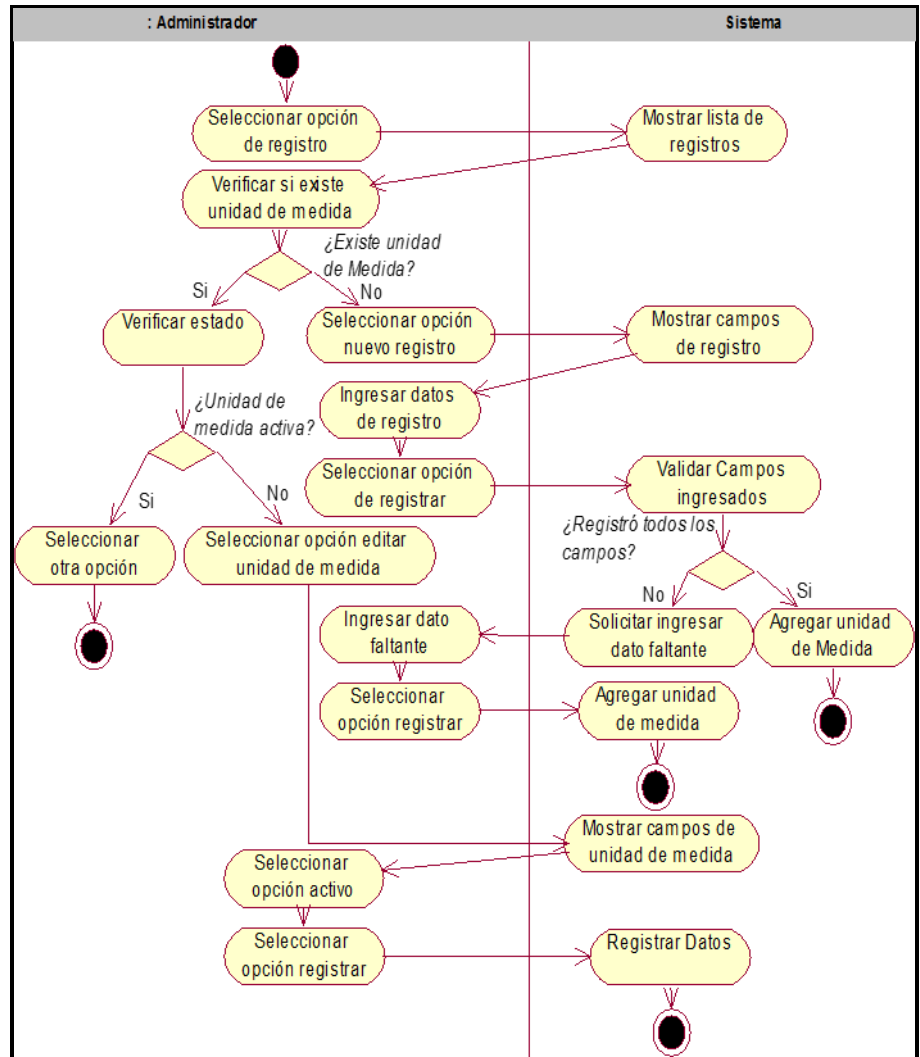 : Administrador
Sistema
Seleccionar opción
de registro
Mostrar lista de
registros
Verificar si existe
unidad de medida
¿Existe unidad
de Medida?
Si
No
Verificar estado
Seleccionar opción
nuevo registro
Mostrar campos
de registro
Ingresar datos
de registro
¿Unidad de
medida activa?
Seleccionar opción
de registrar
Validar Campos
ingresados
Si
No
¿Registró todos los
campos?
Seleccionar
otra opción
Seleccionar opción editar
unidad de medida
No
Si
Ingresar dato
faltante
Solicitar ingresar
dato faltante
Agregar unidad
de Medida
Seleccionar
opción registrar
Agregar unidad
de medida
Mostrar campos de
unidad de medida
Seleccionar
opción activo
Seleccionar
opción registrar
Registrar Datos